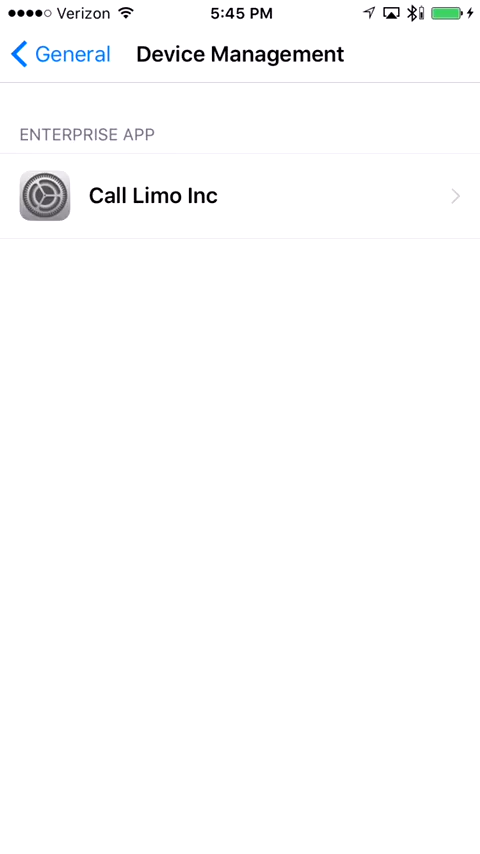 Verizon 5:45 PM
General Device Management
ENTERPRISE APP
Call Limo Inc